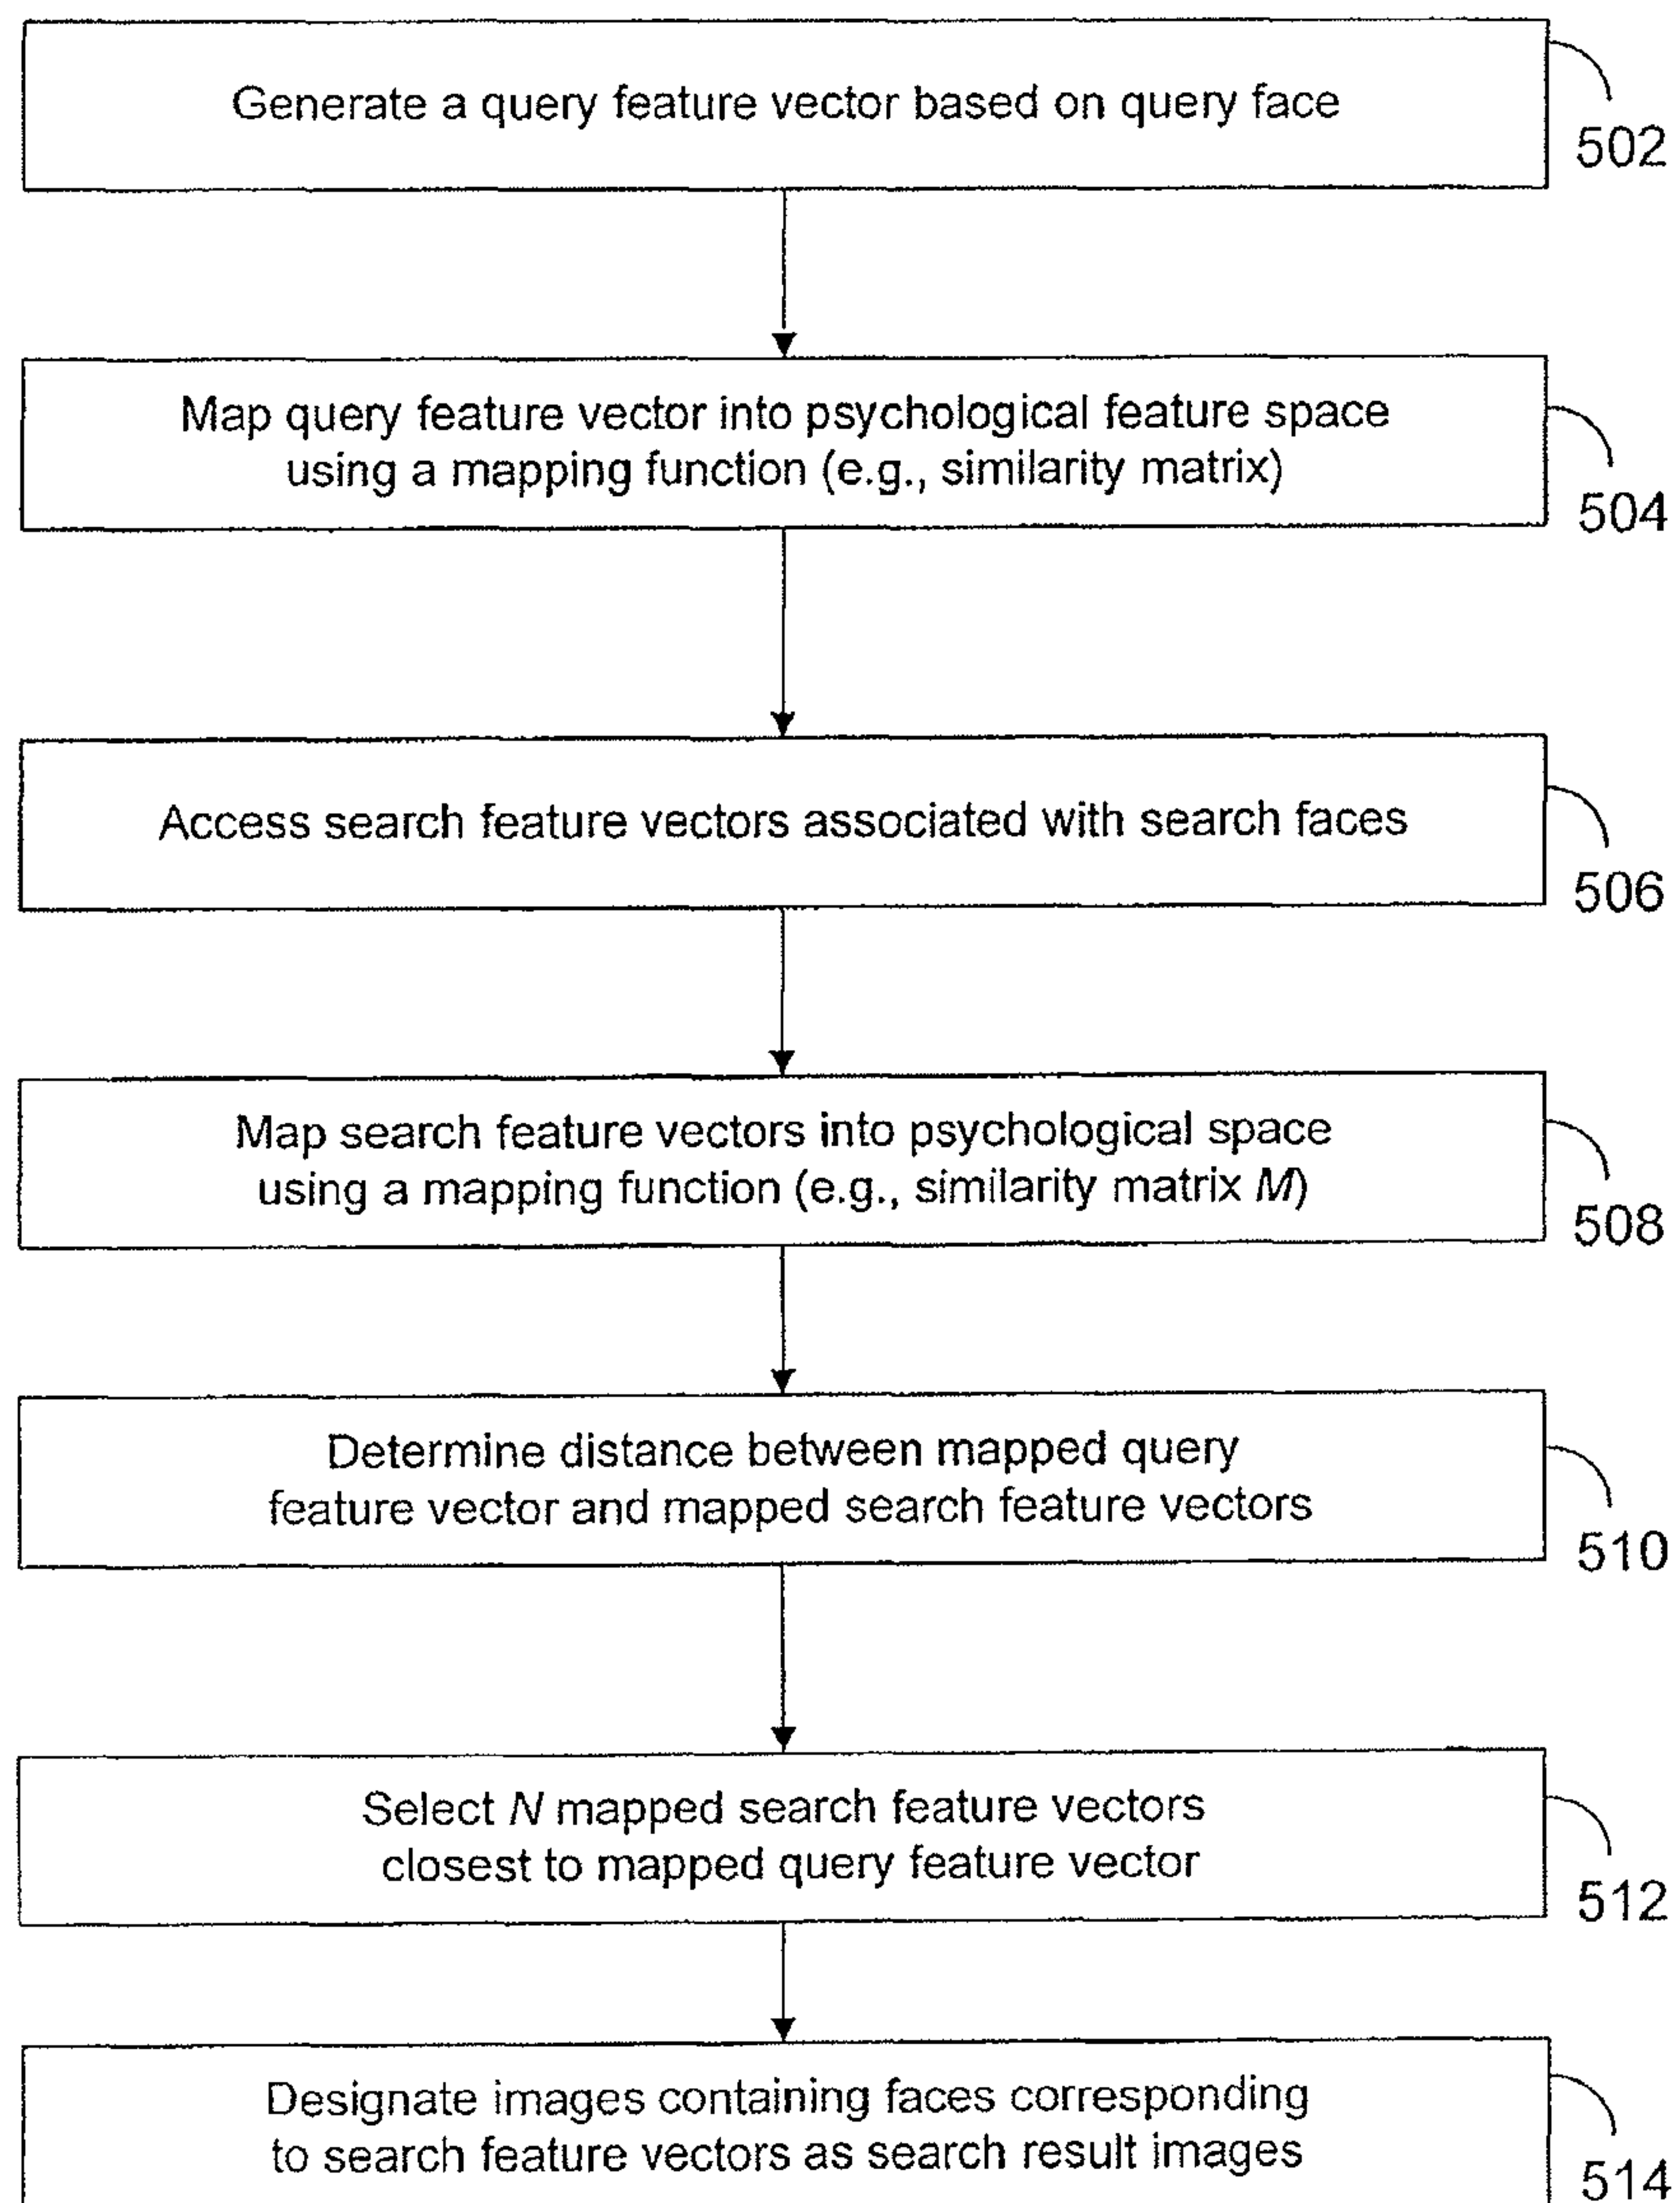 Generate a query feature vector based on query face
502
Map query feature vector into psychological feature space
using a mapping function (e.g., similarity matrix)
504
Access search feature vectors associated with search faces
506
Map search feature vectors into psychological space
using a mapping function (e.g., similarity matrix M)
508
Determine distance between mapped query
feature vector and mapped search feature vectors
510
Select N mapped search feature vectors
closest to mapped query feature vector
512
Designate images containing faces corresponding
to search feature vectors as search result images
514